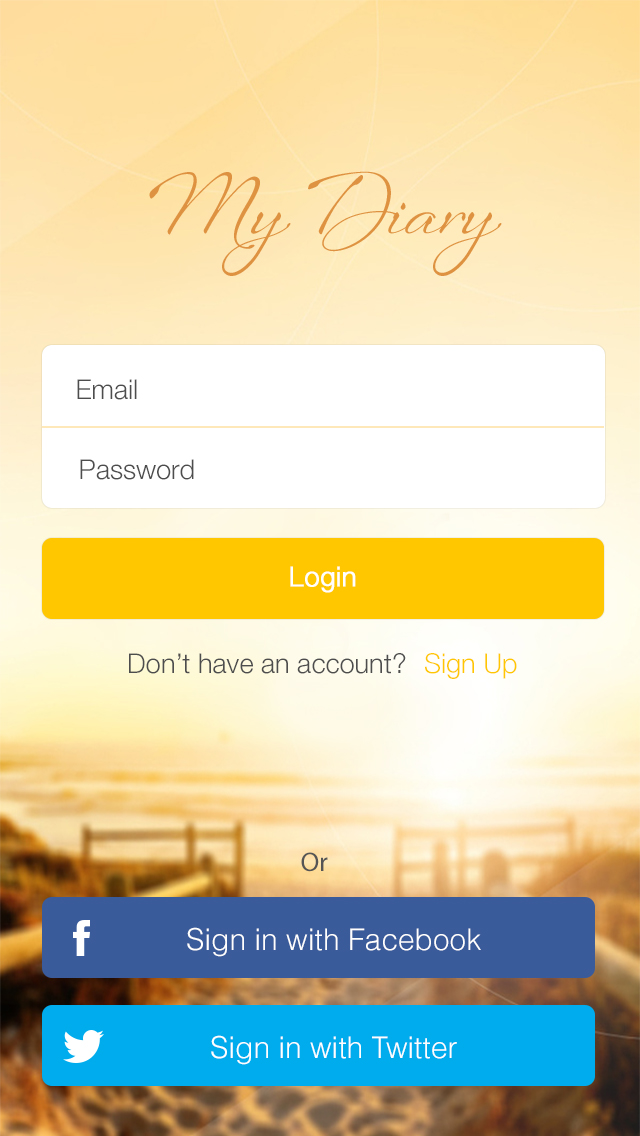 My Diary
Email
Password
Login
Don’t have an account? Sign Up
Or
Sign in with Facebook
Sign in with Twitter